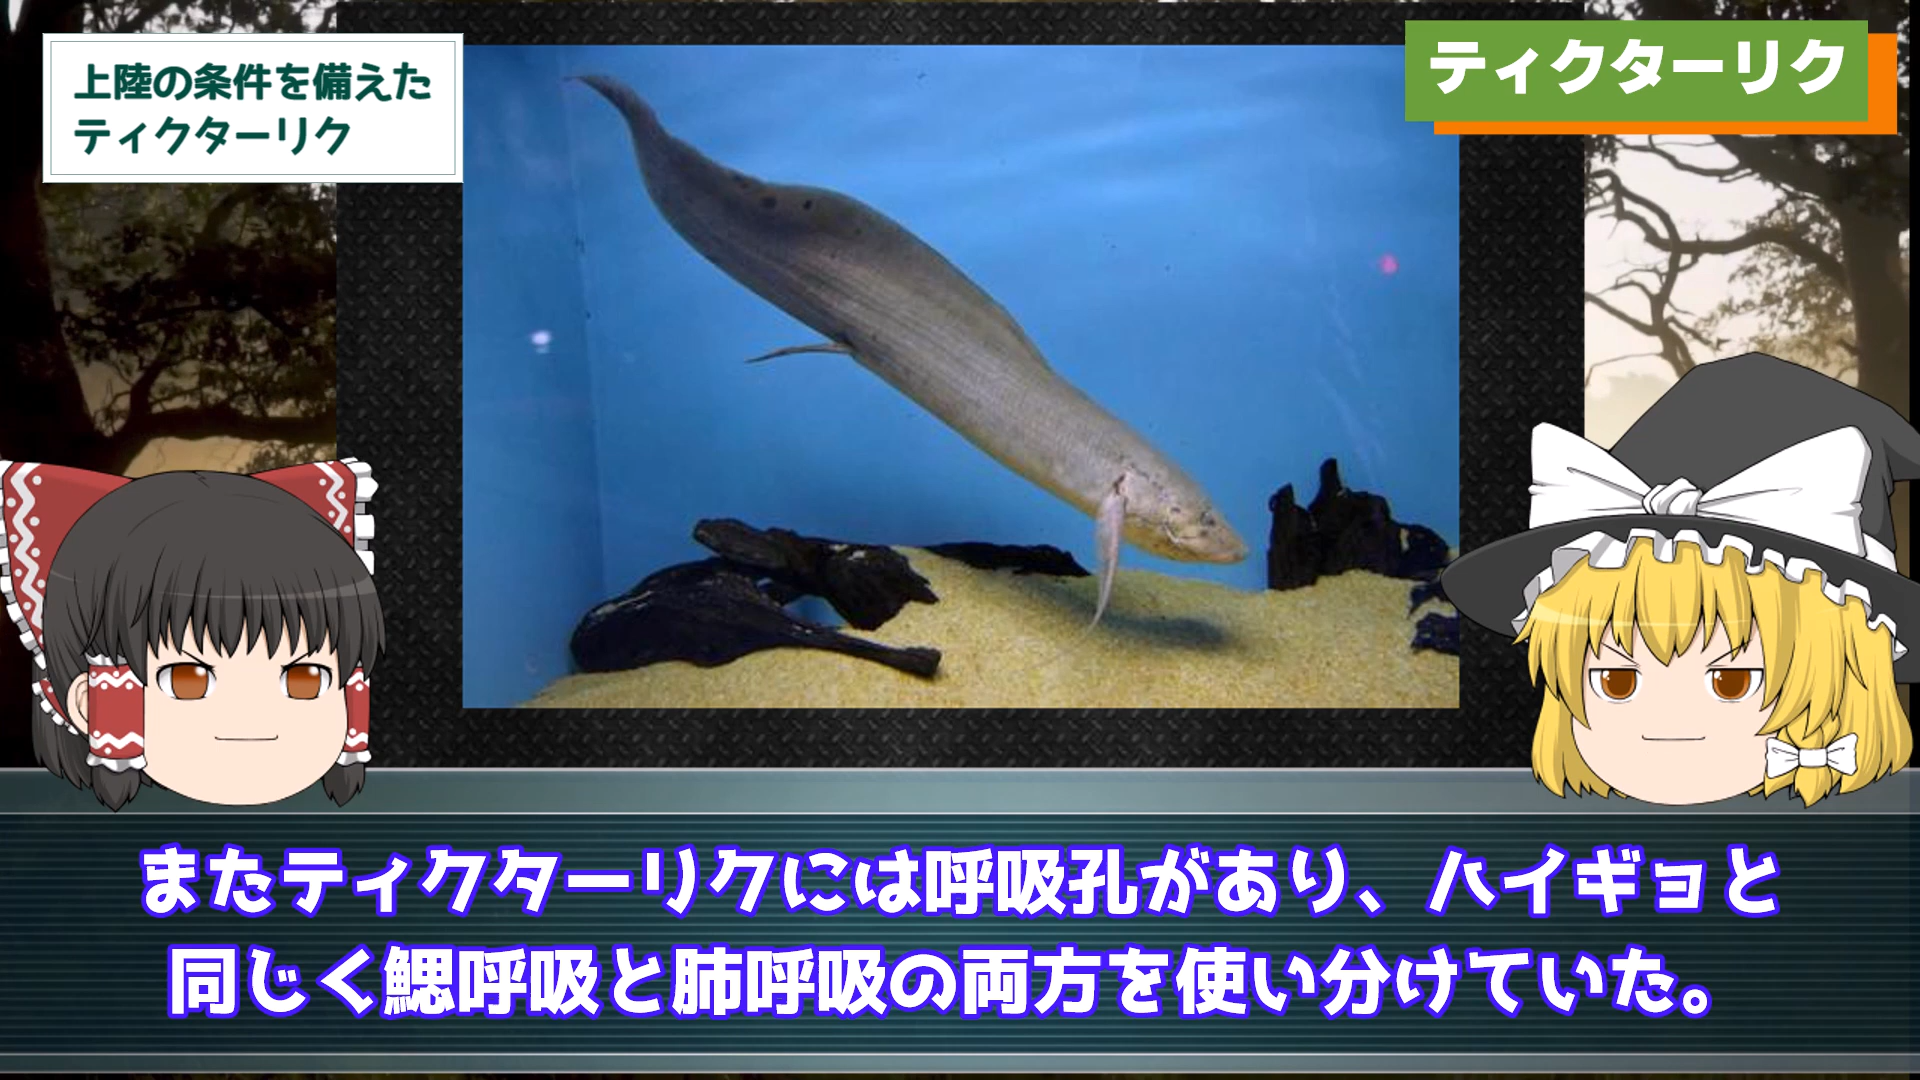 上陸の条件を備えた
ティクターリク
ティクターリク
またティクターリクには呼吸孔があり、ハイギョと
同じく鰓呼吸と肺呼吸の両方を使い分けていた。